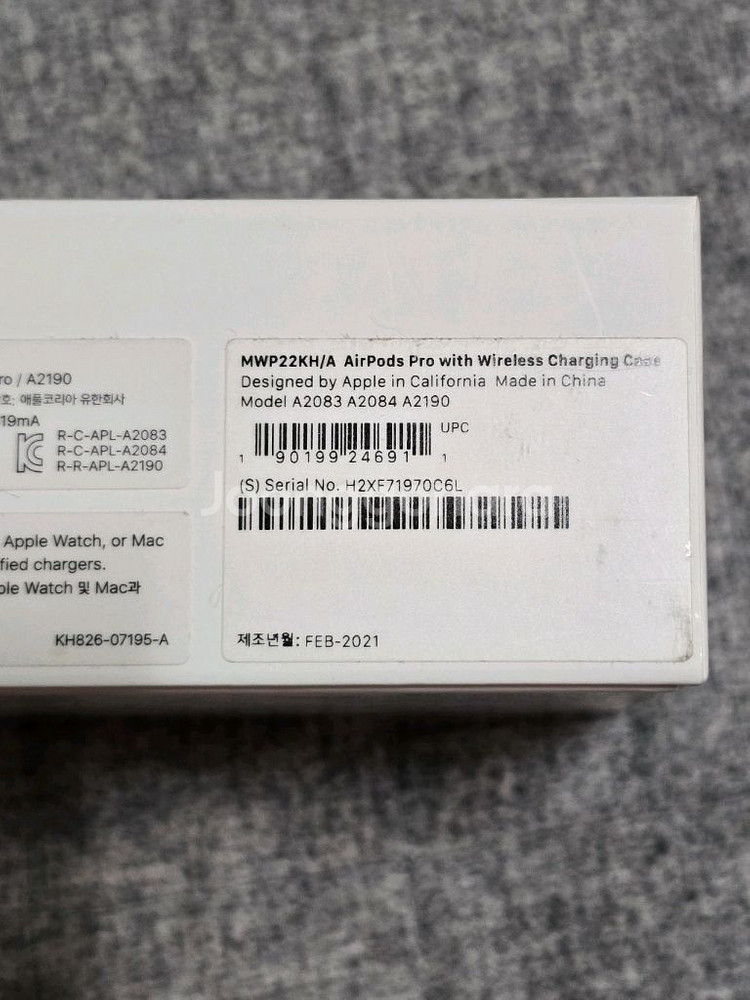 ro / A2190
호: 애플코리아 유한회사
19mA
R-C-APL-A2083
R-C-APL-A2084
R-R-APL-A2190
Apple Watch, or Mac
fied chargers.
ple Watch 및 Mac과
KH826-07195-A
MWP22KH/A AirPods Pro with Wireless Charging Case
Designed by Apple in California Made in China
Model A2083 A2084 A2190
UPC
1 90199 24691 1
(S) Serial No. H2XF71970C6L
제조년월: FEB-2021